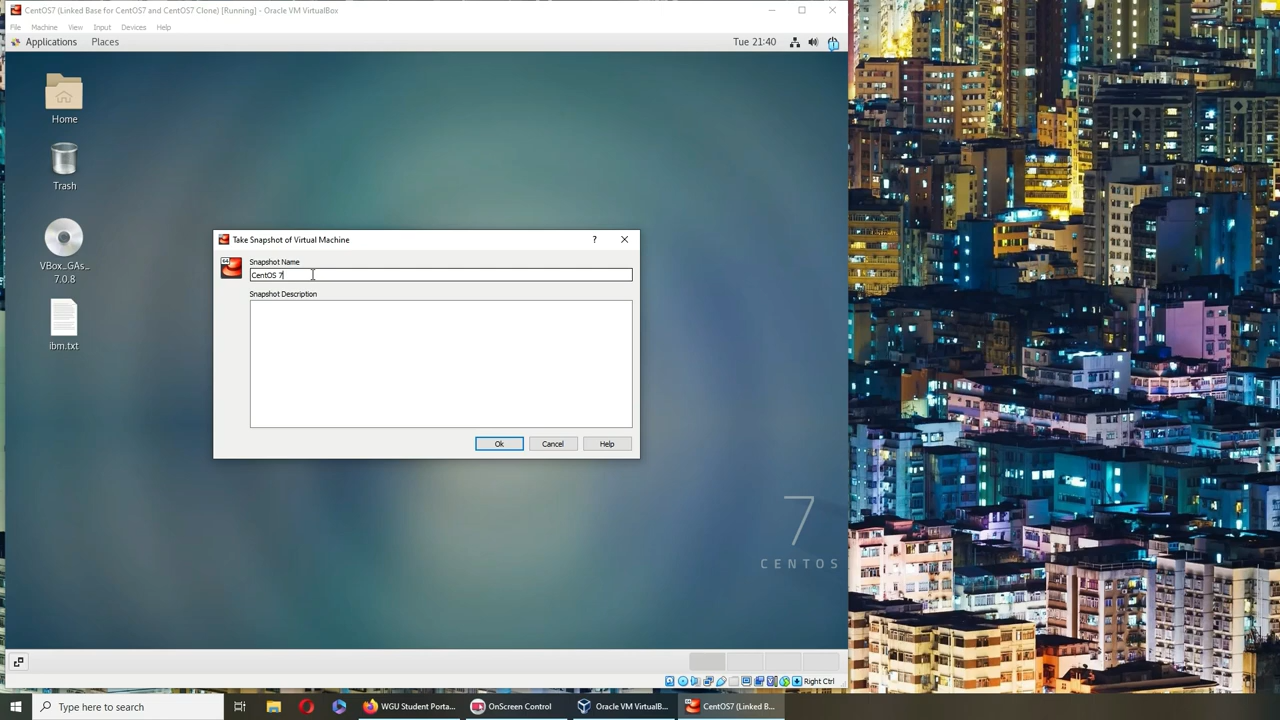 CentOS7 (Linked Base for CentOS7 and CentOS7 Clone) [Running] - Oracle VM VirtualBox
File Machine View Input Devices Help
Applications Places Tue 21:40
Home
Trash
VBox_GAs_
7.0.8
ibm.txt
Take Snapshot of Virtual Machine ?
64
Snapshot Name
CentOS 7
Snapshot Description
Ok Cancel Help
7
CENTOS
Right Ctrl
Type here to search
WGU Student Porta...
OnScreen Control
Oracle VM VirtualB...
CentOS7 (Linked B...